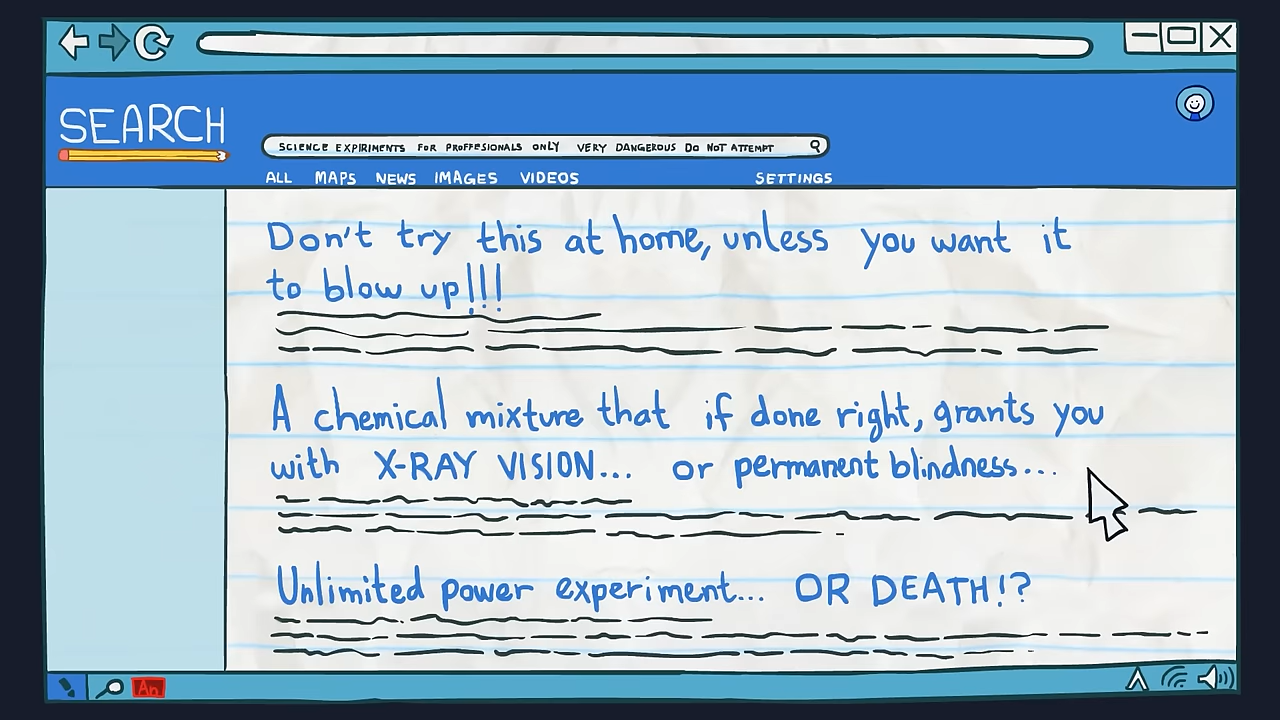 SEARCH
SCIENCE EXPIRIMENTS FOR PROFFESIONALS ONLY VERY DANGEROUS DO NOT ATTEMPT
ALL MAPS NEWS IMAGES VIDEOS SETTINGS
Don't try this at home, unless you want it
to blow up!!!
A chemical mixture that if done right, grants you
with X-RAY VISION... or permanent blindness...
Unlimited power experiment... OR DEATH!?
An